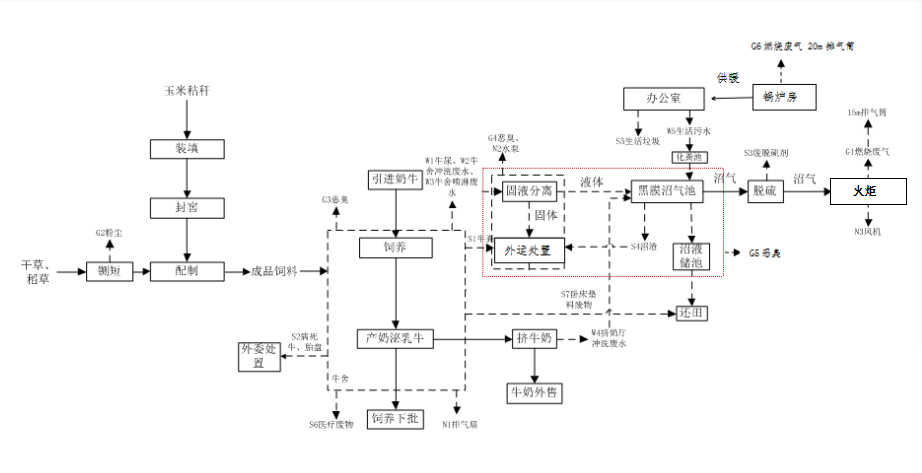 G6燃烧废气 20m排气筒
供暖
玉米秸秆
办公室
锅炉房
15m排气筒
W5生活污水
S5生活垃圾
G4恶臭、
N2水泵
装填
化粪池
S3废脱硫剂
G1燃烧废气
W1牛尿、W2牛
舍冲洗废水、
W3牛舍喷淋废
水
引进奶牛
固液分离
液体
黑膜沼气池
沼气
脱硫
沼气
火炬
封窖
G3恶臭
固体
G2粉尘
S1牛粪
饲养
外运处置
S4沼渣
N3风机
沼液
储池
G5恶臭
干草、
稻草
铡短
配制
成品饲料
S7卧床垫
料废物
还田
S2病死
牛、胎盘
外委处
置
产奶泌乳牛
挤牛奶
W4挤奶厅
冲洗废水
牛舍
牛奶外售
S6医疗废物
饲养下批
N1排气扇